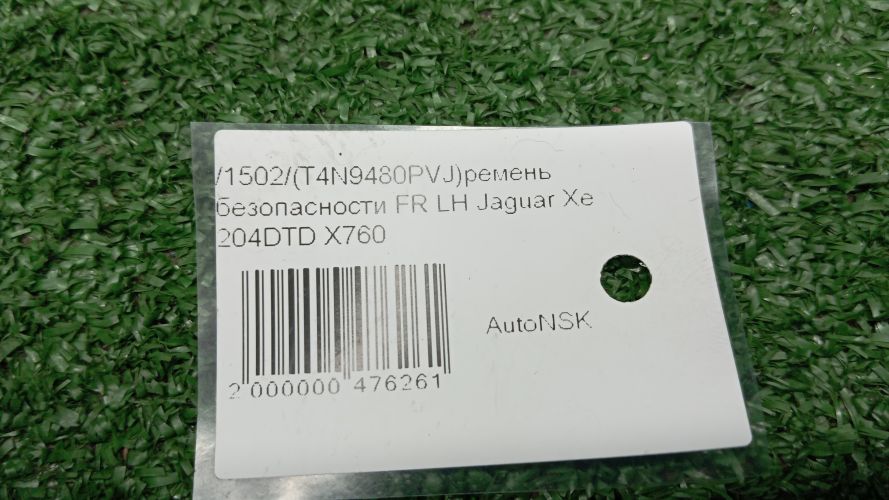 /1502/(T4N9480PVJ)ремень
безопасности FR LH Jaguar Xe
204DTD X760
AutoNSK
2 000000 476261